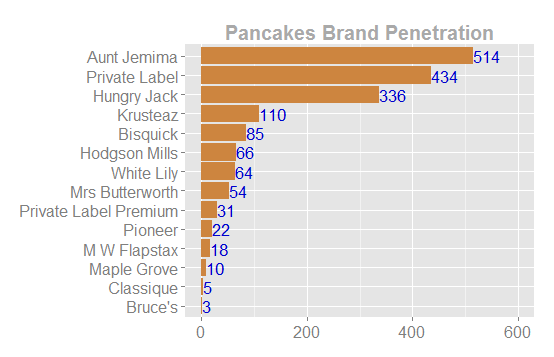 Pancakes Brand Penetration
Aunt Jemima 514
Private Label 434
Hungry Jack 336
Krusteaz 110
Bisquick 85
Hodgson Mills 66
White Lily 64
Mrs Butterworth 54
Private Label Premium 31
Pioneer 22
M W Flapstax 18
Maple Grove 10
Classique 5
Bruce's 3
0 200 400 600